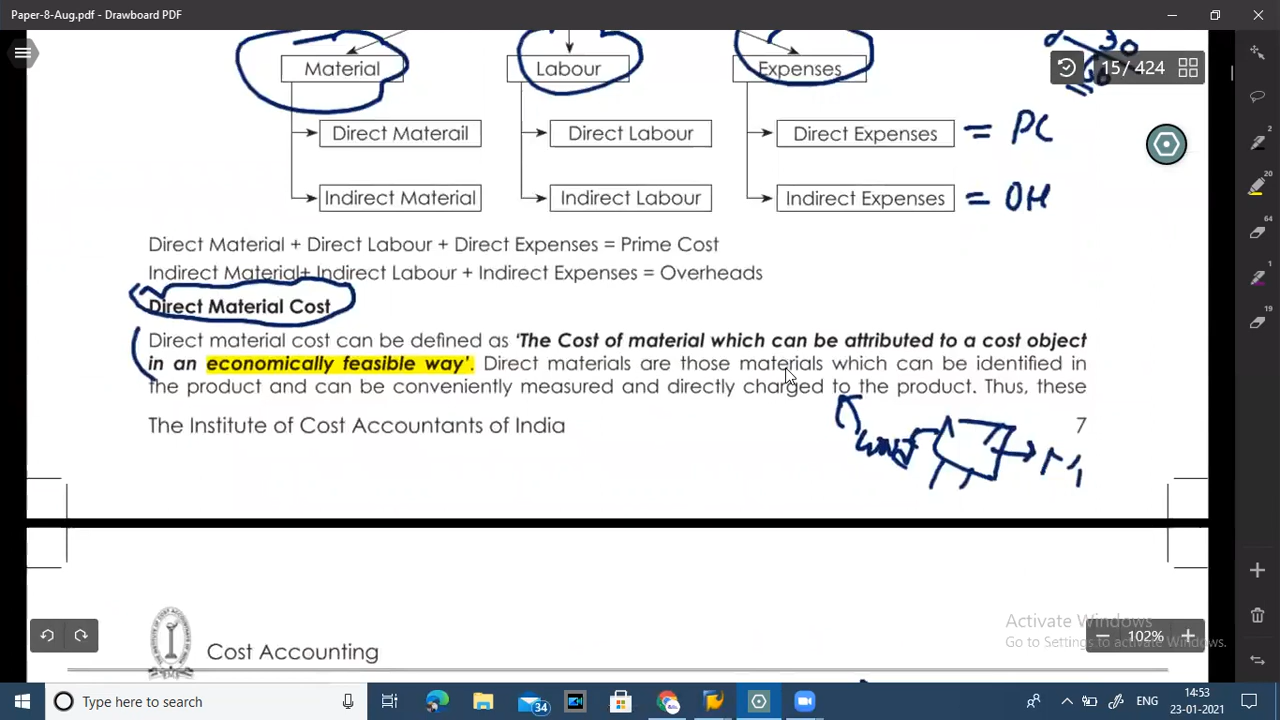 Paper-8-Aug.pdf - Drawboard PDF
30
15 / 424
Material
Labour
Expenses
Direct Materail
Direct Labour
Direct Expenses
= PC
Indirect Material
Indirect Labour
Indirect Expenses
= OH
Direct Material + Direct Labour + Direct Expenses = Prime Cost
Indirect Material+ Indirect Labour + Indirect Expenses = Overheads
Direct Material Cost
Direct material cost can be defined as 'The Cost of material which can be attributed to a cost object
in an economically feasible way'. Direct materials are those materials which can be identified in
the product and can be conveniently measured and directly charged to the product. Thus, these
The Institute of Cost Accountants of India
7
20
64
20
19
Cost Accounting
Activate Windows
Go to Settings to activate Windows.
102%
Type here to search
34
ENG
14:53
23-01-2021